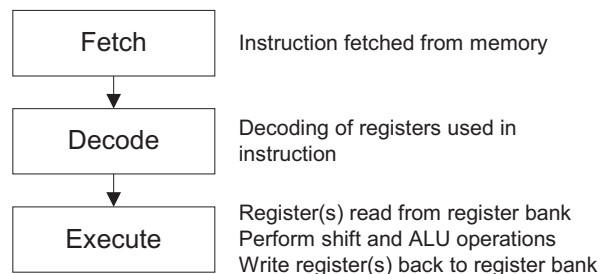 Fetch
Instruction fetched from memory
Decode
Decoding of registers used in
instruction
Execute
Register(s) read from register bank
Perform shift and ALU operations
Write register(s) back to register bank